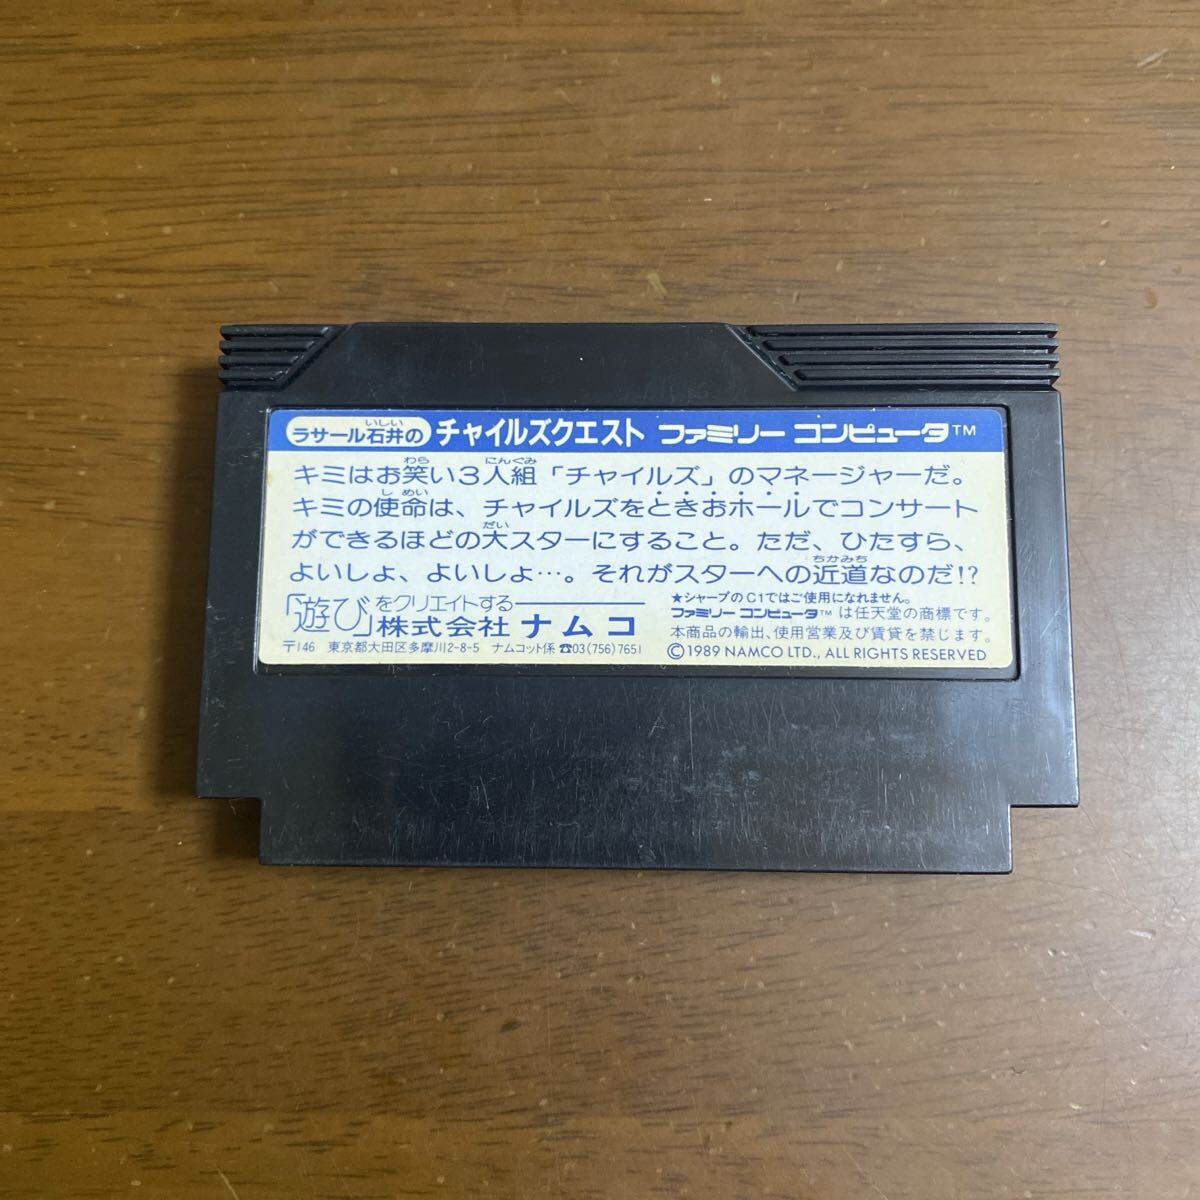 ラサール石井のチャイルズクエスト ファミリー コンピュータ™
キミはお笑い3人組「チャイルズ」のマネージャーだ。
キミの使命は、チャイルズをときおホールでコンサート
ができるほどの大スターにすること。ただ、ひたすら、
よいしょ、よいしょ…。それがスターへの近道なのだ!?
「遊び」をクリエイトする
株式会社 ナムコ
〒146 東京都大田区多摩川2-8-5 ナムコット係 ☎03(756)7651
★シャープのC1ではご使用になれません。
ファミリー コンピュータ™は任天堂の商標です。
本商品の輸出、使用営業及び賃貸を禁じます。
©1989 NAMCO LTD., ALL RIGHTS RESERVED